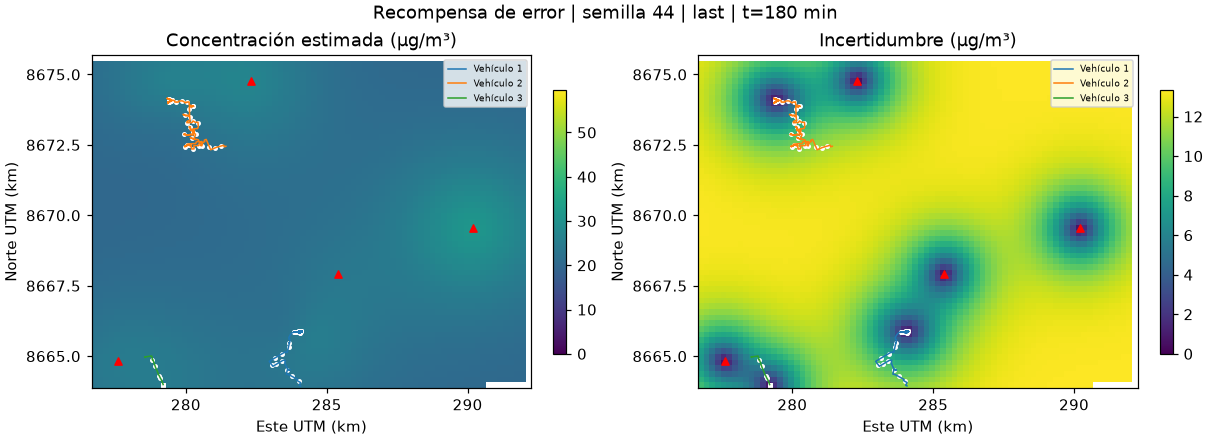 Recompensa de error | semilla 44 | last | t=180 min
Concentración estimada (µg/m³)
Vehículo 1
Vehículo 2
Vehículo 3
8675.0
8672.5
8670.0
8667.5
8665.0
Norte UTM (km)
280
285
290
Este UTM (km)
50
40
30
20
10
0
Incertidumbre (µg/m³)
Vehículo 1
Vehículo 2
Vehículo 3
8675.0
8672.5
8670.0
8667.5
8665.0
Norte UTM (km)
280
285
290
Este UTM (km)
12
10
8
6
4
2
0